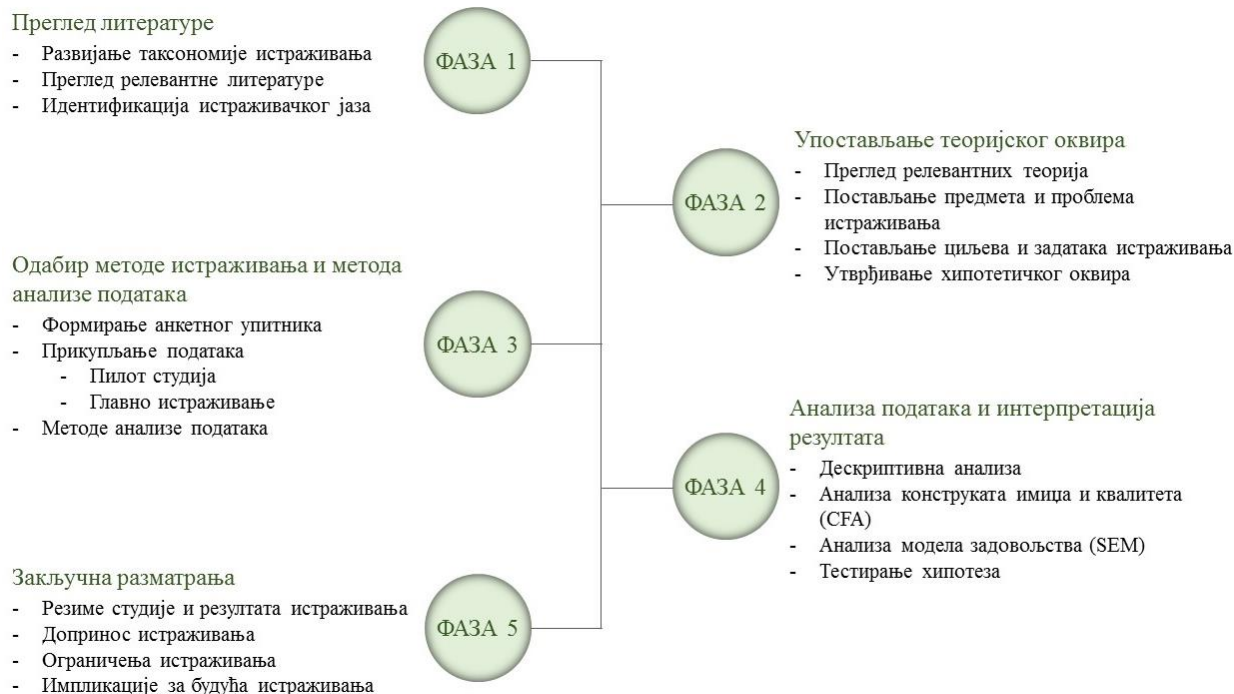 Преглед литературе
- Развијање таксономије истраживања
- Преглед релевантне литературе
- Идентификација истраживачког јаза
ФАЗА 1
Упостављање теоријског оквира
- Преглед релевантних теорија
- Постављање предмета и проблема
истраживања
- Постављање циљева и задатака истраживања
- Утврђивање хипотетичког оквира
ФАЗА 2
Одабир методе истраживања и метода
анализе података
- Формирање анкетног упитника
- Прикупљање података
- Пилот студија
- Главно истраживање
- Методе анализе података
ФАЗА 3
Анализа података и интерпретација
резултата
- Дескриптивна анализа
- Анализа конструката имиџа и квалитета
(CFA)
- Анализа модела задовољства (SEM)
- Тестирање хипотеза
ФАЗА 4
Закључна разматрања
- Резиме студије и резултата истраживања
- Допринос истраживања
- Ограничења истраживања
- Импликације за будућа истраживања
ФАЗА 5